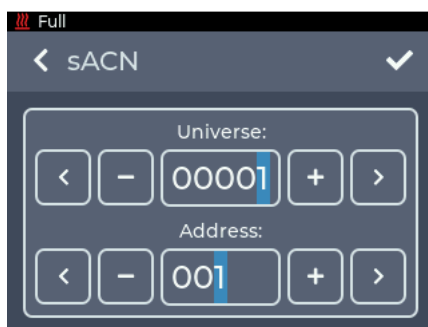 Full
sACN
Universe:
< - 00001 + >
Address:
< - 001 + >